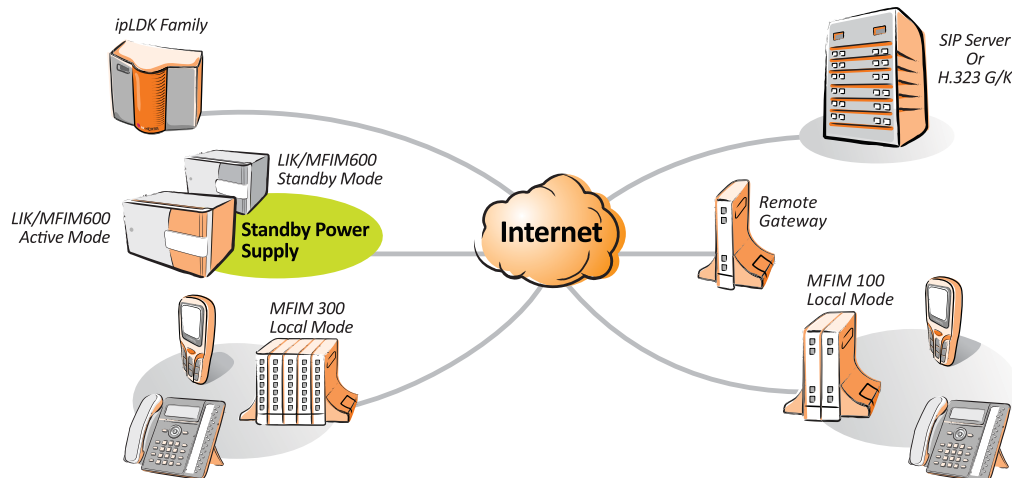 ipLDK Family
SIP Server
Or
H.323 G/K
LIK/MFIM600
Standby Mode
LIK/MFIM600
Active Mode
Standby Power
Supply
Internet
Remote
Gateway
MFIM 300
Local Mode
MFIM 100
Local Mode